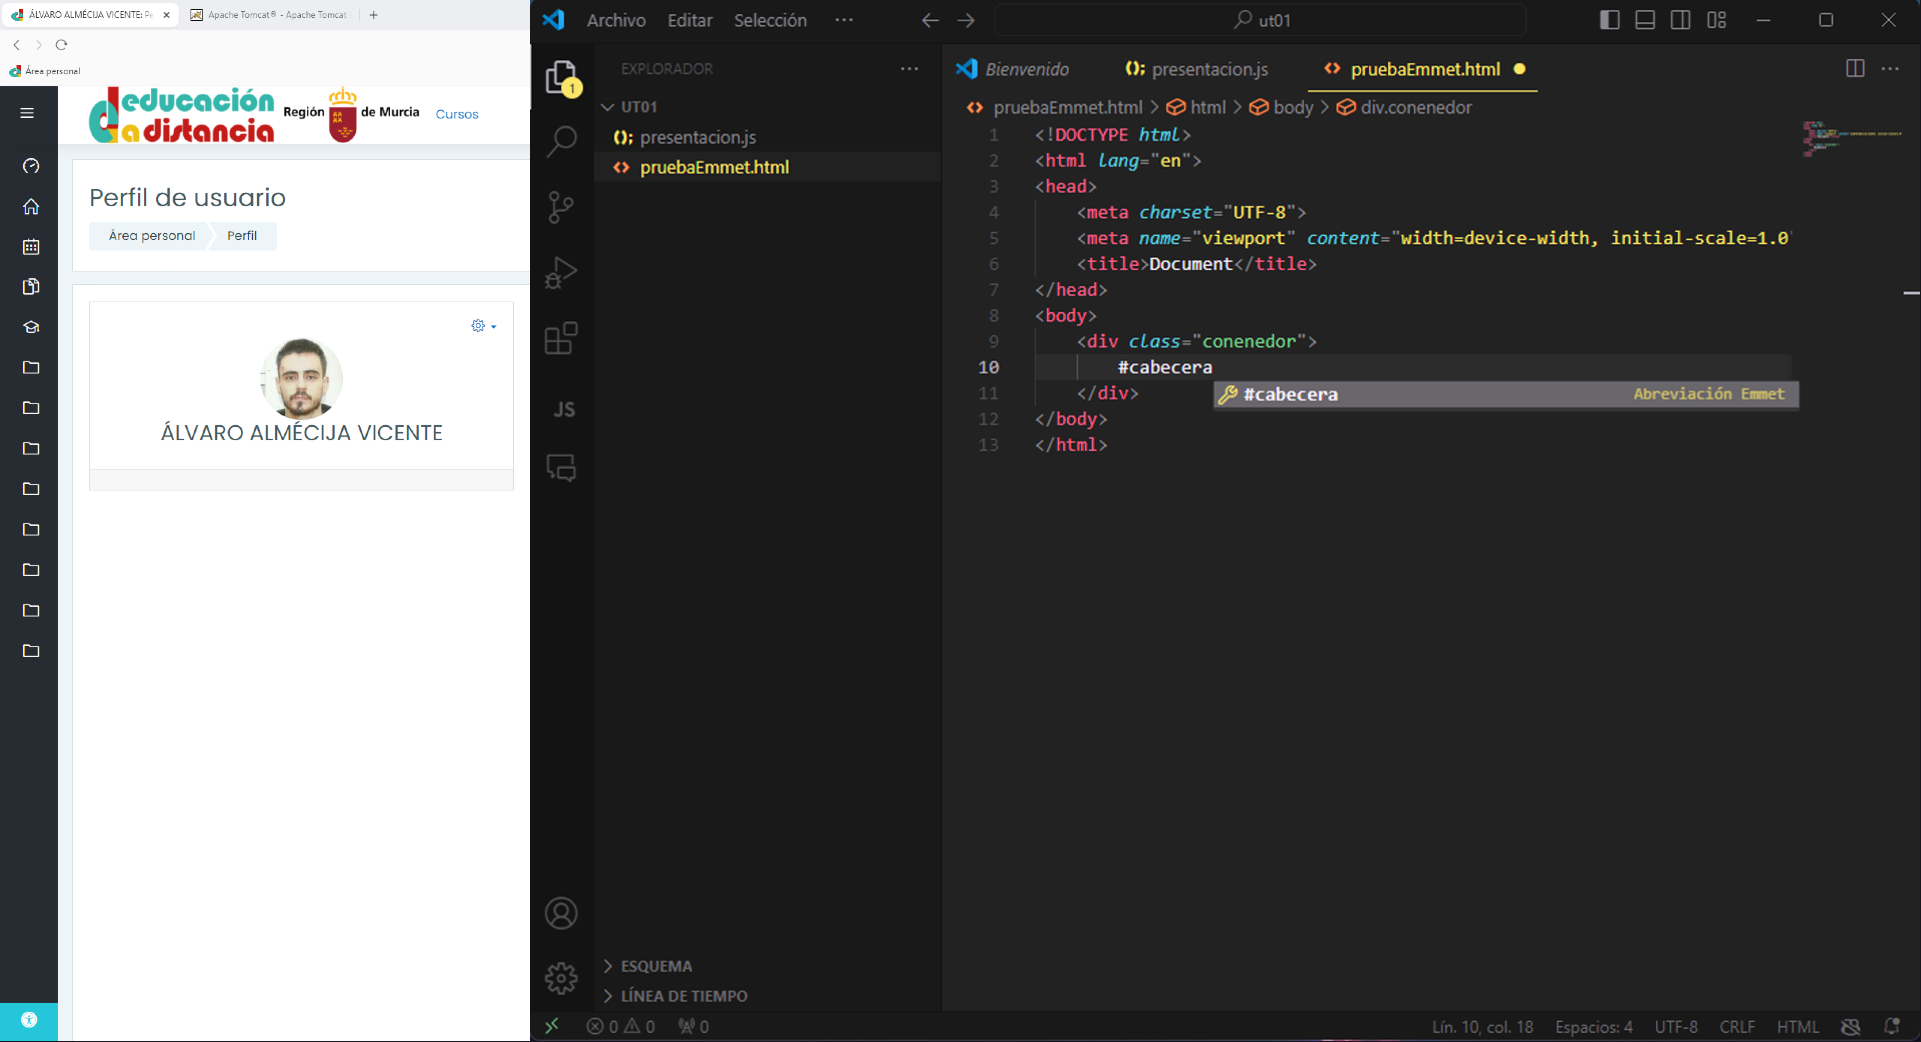 ÁLVARO ALMÉCIJA VICENTE: Pe
Apache Tomcat® - Apache Tomcat
Área personal
educación
a distancia
Región de Murcia
Cursos
Perfil de usuario
Área personal
Perfil
ÁLVARO ALMÉCIJA VICENTE
Archivo Editar Selección ···
ut01
EXPLORADOR
1
UT01
presentacion.js
pruebaEmmet.html
JS
ESQUEMA
LÍNEA DE TIEMPO
Bienvenido
presentacion.js
pruebaEmmet.html
pruebaEmmet.html > html > body > div.conenedor
1 <!DOCTYPE html>
2 <html lang="en">
3 <head>
4 <meta charset="UTF-8">
5 <meta name="viewport" content="width=device-width, initial-scale=1.0"
6 <title>Document</title>
7 </head>
8 <body>
9 <div class="conenedor">
10 #cabecera
11 </div>
#cabecera Abreviación Emmet
12 </body>
13 </html>
0 0 0
Lín. 10, col. 18 Espacios: 4 UTF-8 CRLF HTML